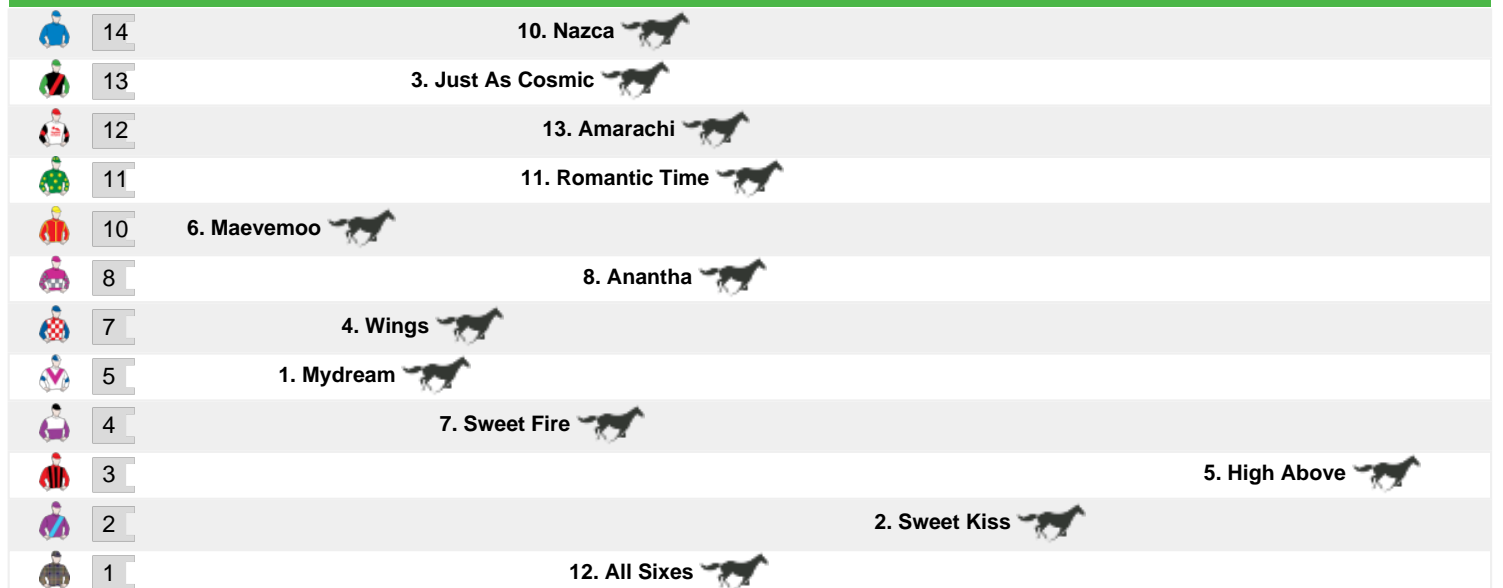 14 10. Nazca
13 3. Just As Cosmic
12 13. Amarachi
11 11. Romantic Time
10 6. Maevemoo
8 8. Anantha
7 4. Wings
5 1. Mydream
4 7. Sweet Fire
3 5. High Above
2 2. Sweet Kiss
1 12. All Sixes